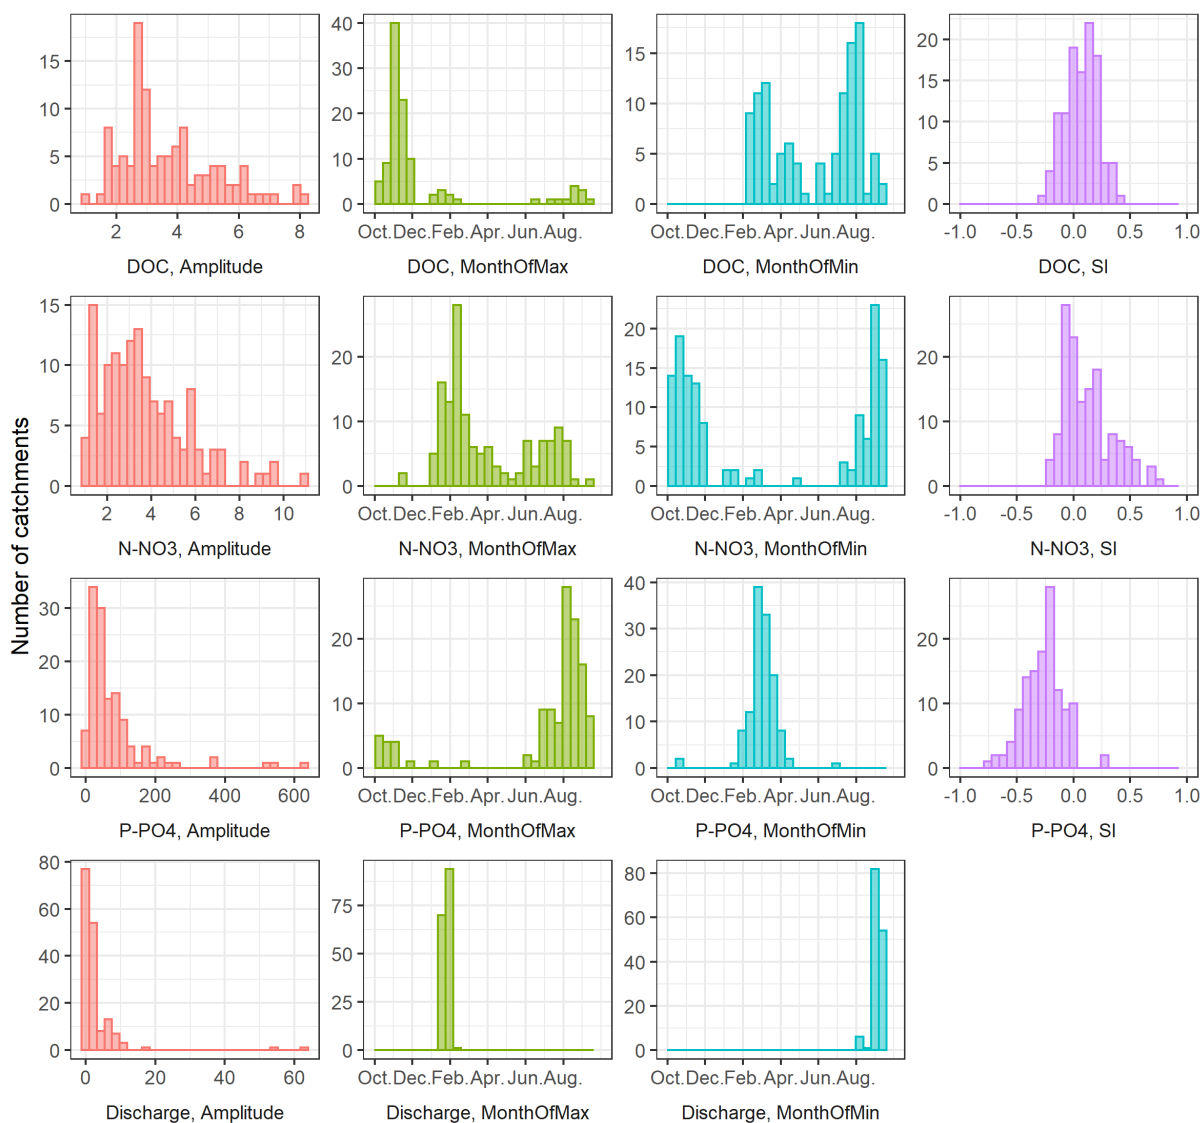 0 5 10 15
2 4 6 8
DOC, Amplitude
0 10 20 30 40
Oct. Dec. Feb. Apr. Jun. Aug.
DOC, MonthOfMax
0 5 10 15
Oct. Dec. Feb. Apr. Jun. Aug.
DOC, MonthOfMin
0 5 10 15 20
-1.0 -0.5 0.0 0.5 1.0
DOC, SI
Number of catchments
0 5 10 15
2 4 6 8 10
N-NO3, Amplitude
0 10 20
Oct. Dec. Feb. Apr. Jun. Aug.
N-NO3, MonthOfMax
0 5 10 15 20
Oct. Dec. Feb. Apr. Jun. Aug.
N-NO3, MonthOfMin
0 10 20
-1.0 -0.5 0.0 0.5 1.0
N-NO3, SI
0 10 20 30
0 200 400 600
P-PO4, Amplitude
0 10 20
Oct. Dec. Feb. Apr. Jun. Aug.
P-PO4, MonthOfMax
0 10 20 30 40
Oct. Dec. Feb. Apr. Jun. Aug.
P-PO4, MonthOfMin
0 10 20
-1.0 -0.5 0.0 0.5 1.0
P-PO4, SI
0 20 40 60 80
0 20 40 60
Discharge, Amplitude
0 25 50 75
Oct. Dec. Feb. Apr. Jun. Aug.
Discharge, MonthOfMax
0 20 40 60 80
Oct. Dec. Feb. Apr. Jun. Aug.
Discharge, MonthOfMin